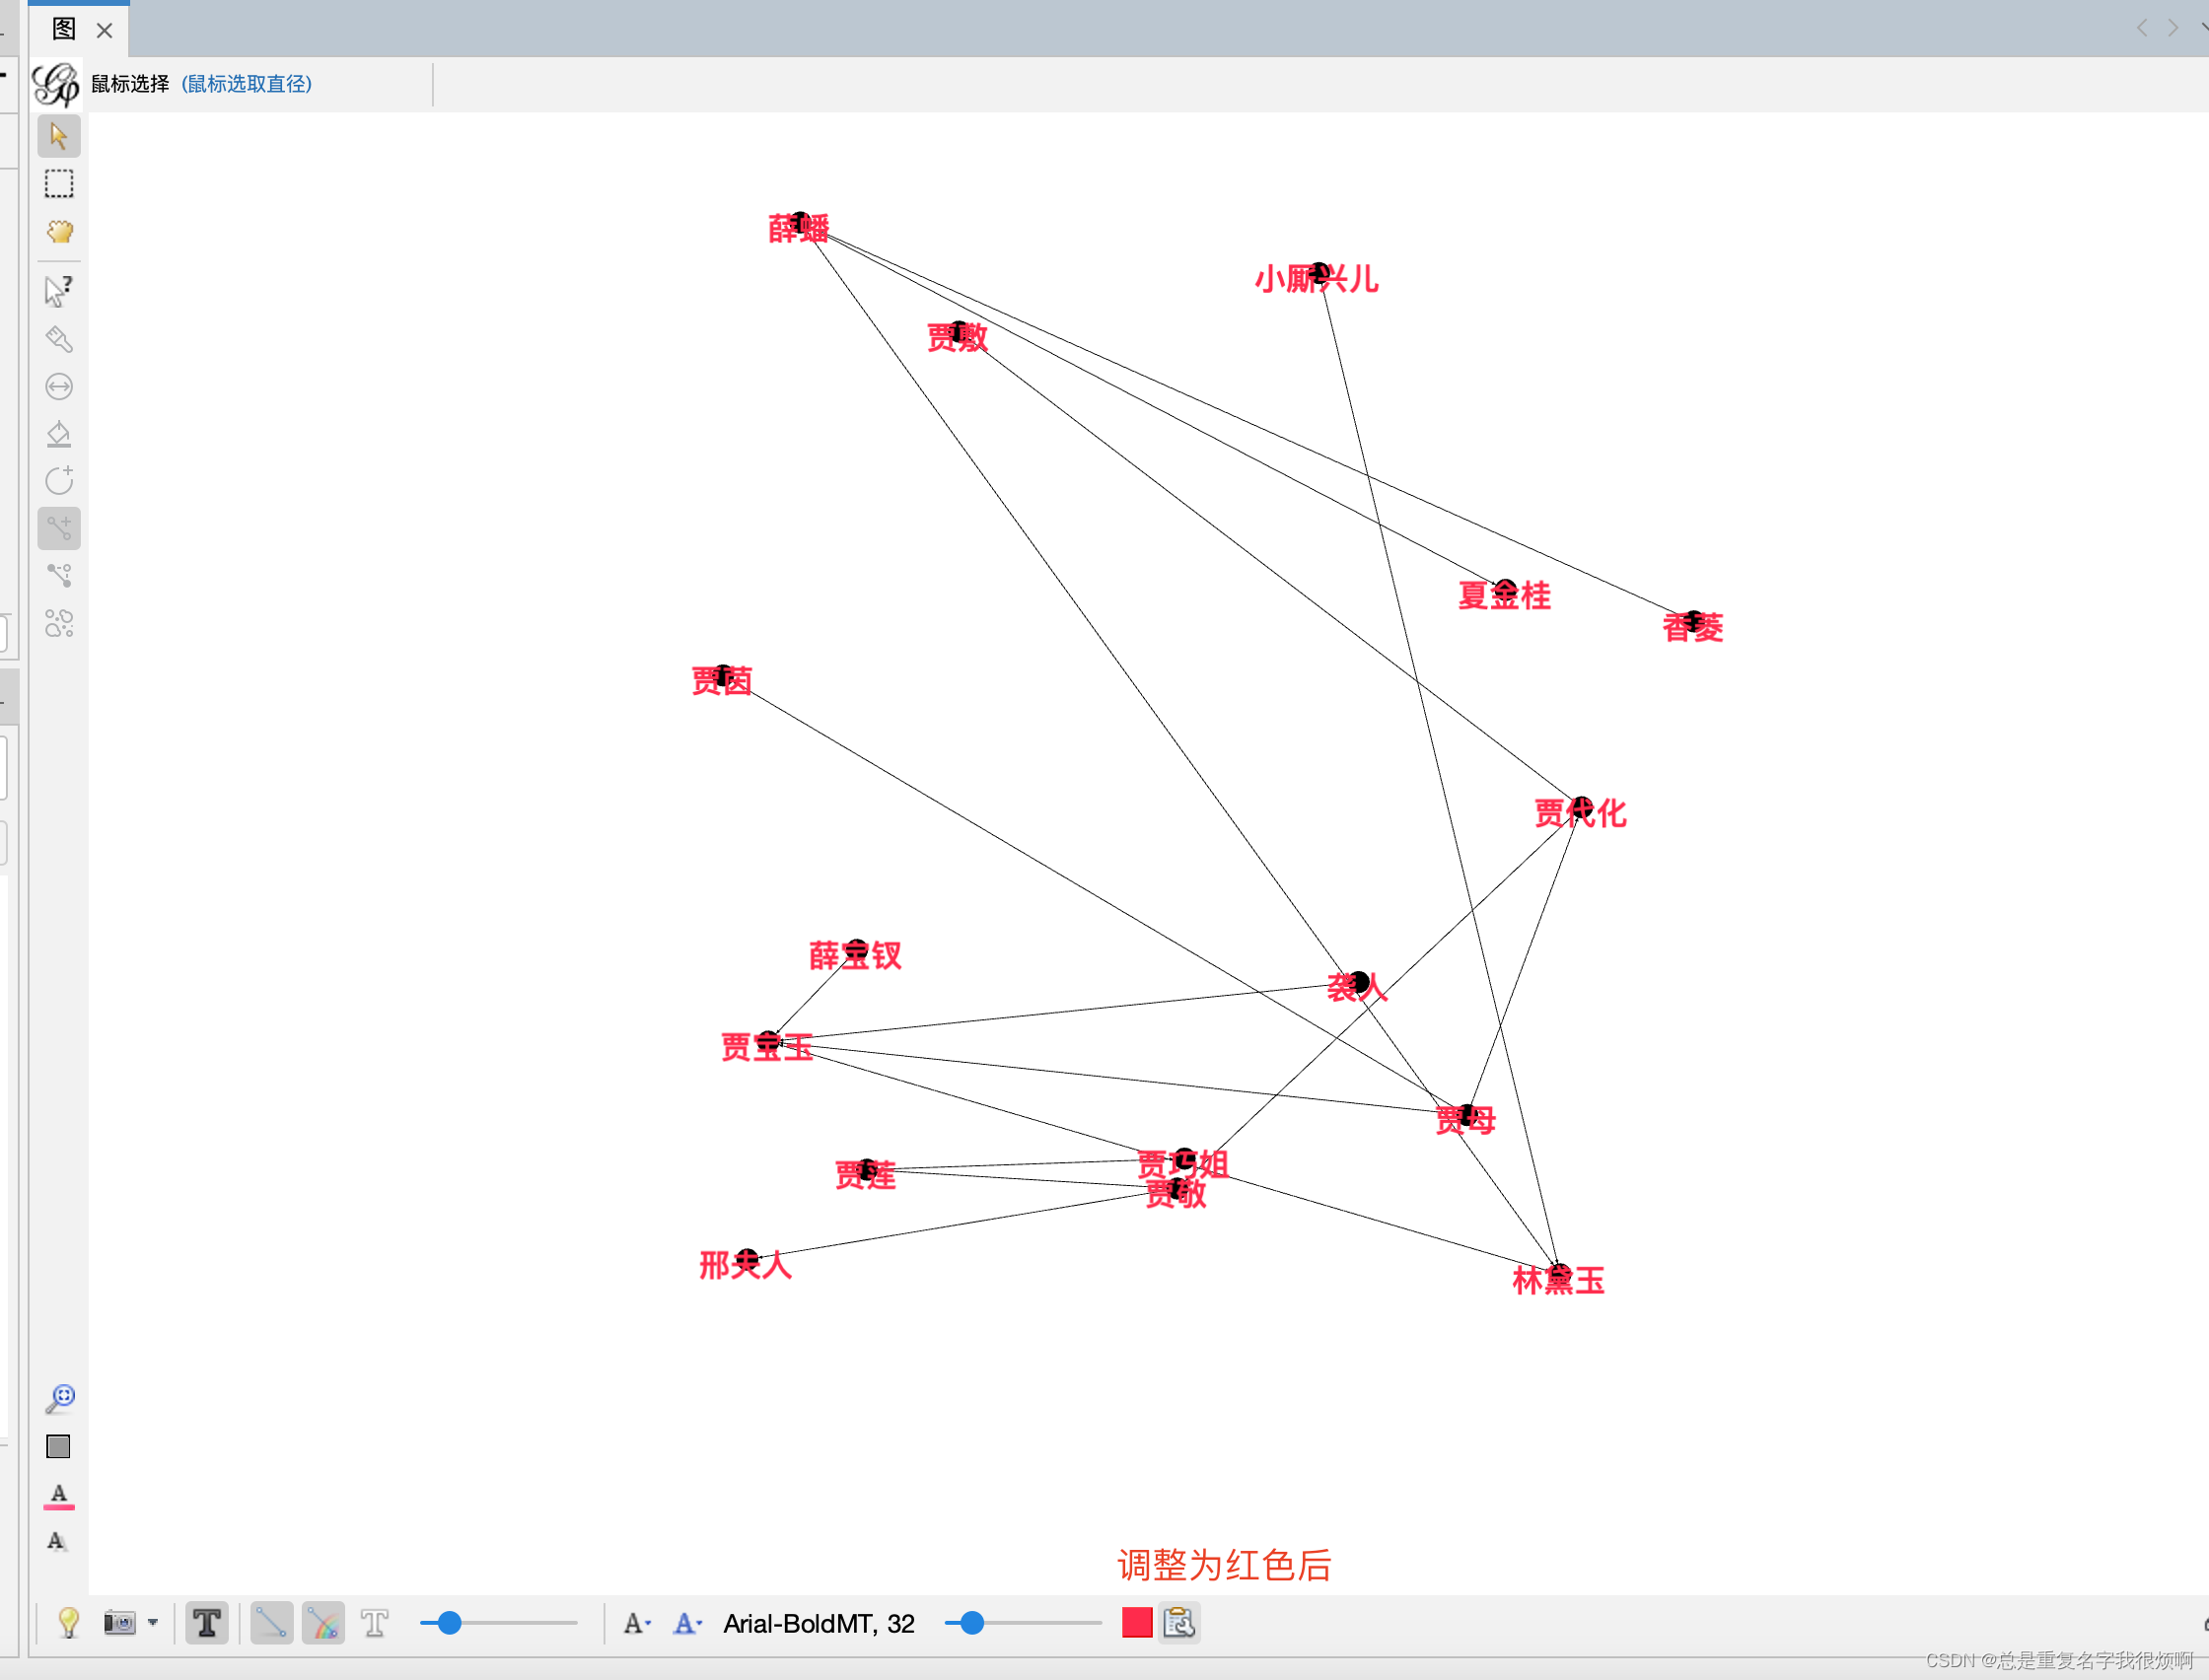 图
鼠标选择 (鼠标选取直径)
薛蟠
小厮兴儿
贾敷
夏金桂
香菱
贾茵
贾代化
薛宝钗
袭人
贾宝玉
贾母
贾巧姐
贾莲
贾敬
邢夫人
林黛玉
调整为红色后
Arial-BoldMT, 32
CSDN @总是重复名字我很烦啊